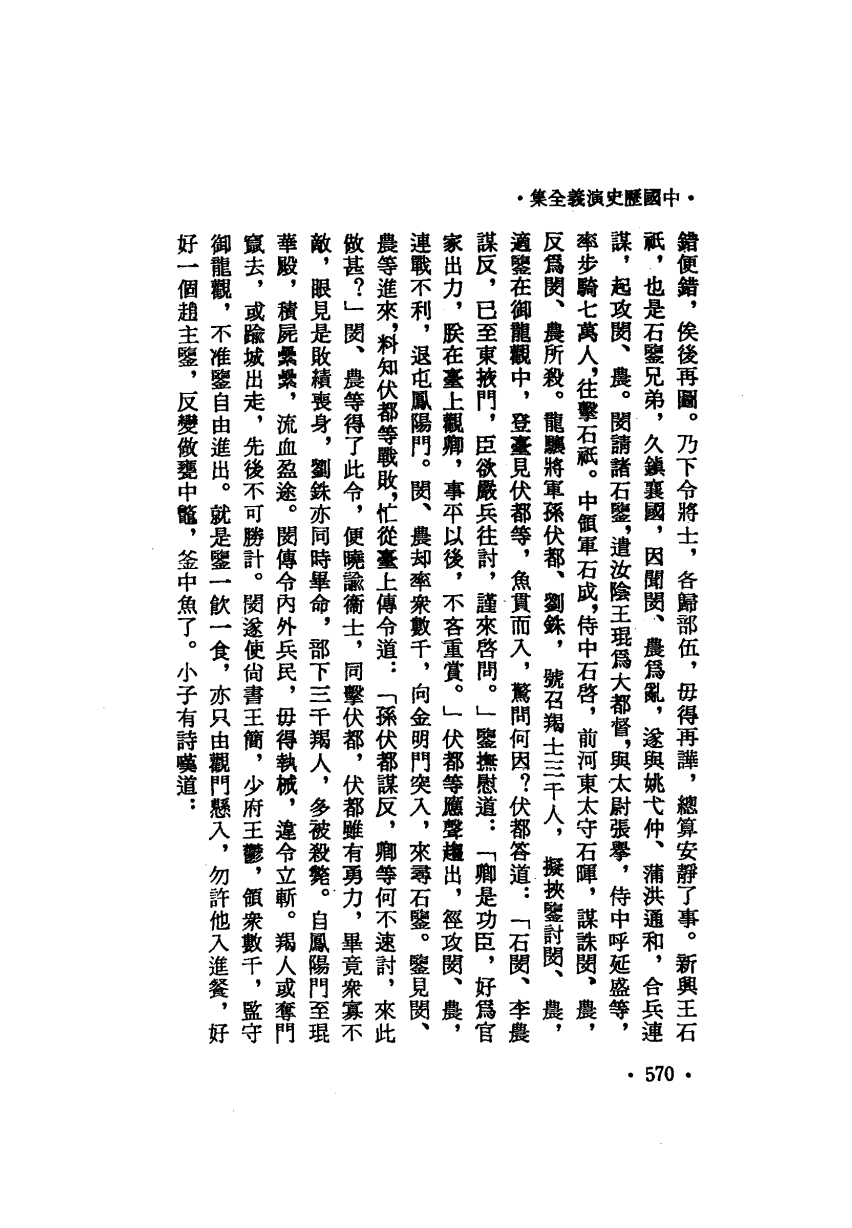 •中國歷史演義全集•
錯便錯，俟後再圖。乃下令將士，各歸部伍，毋得再譁，總算安靜了事。新興王石
祇，也是石鑒兄弟，久鎮襄國，因聞閔、農爲亂，遂與姚弋仲、蒲洪通和，合兵連
謀，起攻閔、農。閔請諸石鑒，遣汝陰王琨爲大都督，與太尉張舉，侍中呼延盛等，
率步騎七萬人，往擊石祇。中領軍石成，侍中石啓，前河東太守石暉，謀誅閔、農，
反爲閔、農所殺。龍驤將軍孫伏都、劉銖，號召羯士三千人，擬挾鑒討閔、農，
適鑒在御龍觀中，登臺見伏都等，魚貫而入，驚問何因？伏都答道：「石閔、李農
謀反，已至東掖門，臣欲嚴兵往討，謹來啓問。」鑒撫慰道：「卿是功臣，好爲官
家出力，朕在臺上觀卿，事平以後，不吝重賞。」伏都等應聲趨出，徑攻閔、農，
連戰不利，退屯鳳陽門。閔、農却率衆數千，向金明門突入，來尋石鑒。鑒見閔、
農等進來，料知伏都等戰敗，忙從臺上傳令道：「孫伏都謀反，卿等何不速討，來此
做甚？」閔、農等得了此令，便曉諭衞士，同擊伏都，伏都雖有勇力，畢竟衆寡不
敵，眼見是敗績喪身，劉銖亦同時畢命，部下三千羯人，多被殺斃。自鳳陽門至琨
華殿，積屍纍纍，流血盈途。閔傳令內外兵民，毋得執械，違令立斬。羯人或奪門
竄去，或踰城出走，先後不可勝計。閔遂使尙書王簡，少府王鬱，領衆數千，監守
御龍觀，不准鑒自由進出。就是鑒一飲一食，亦只由觀門懸入，勿許他入進餐，好
好一個趙主鑒，反變做甕中鼈，釜中魚了。小子有詩嘆道：
•570•